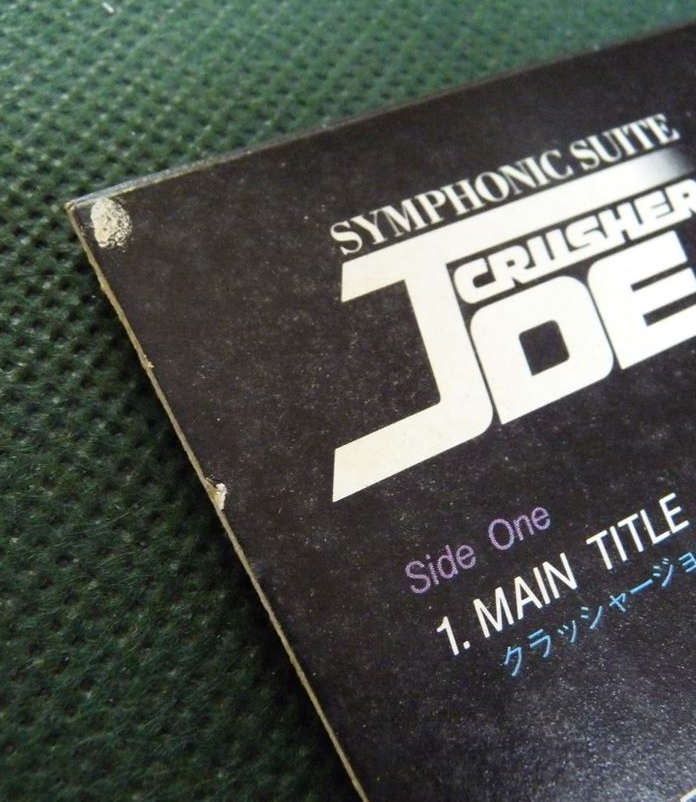 SYMPHONIC SUITE
CRUSHER
JOE
Side One
1. MAIN TITLE
クラッシャージョ